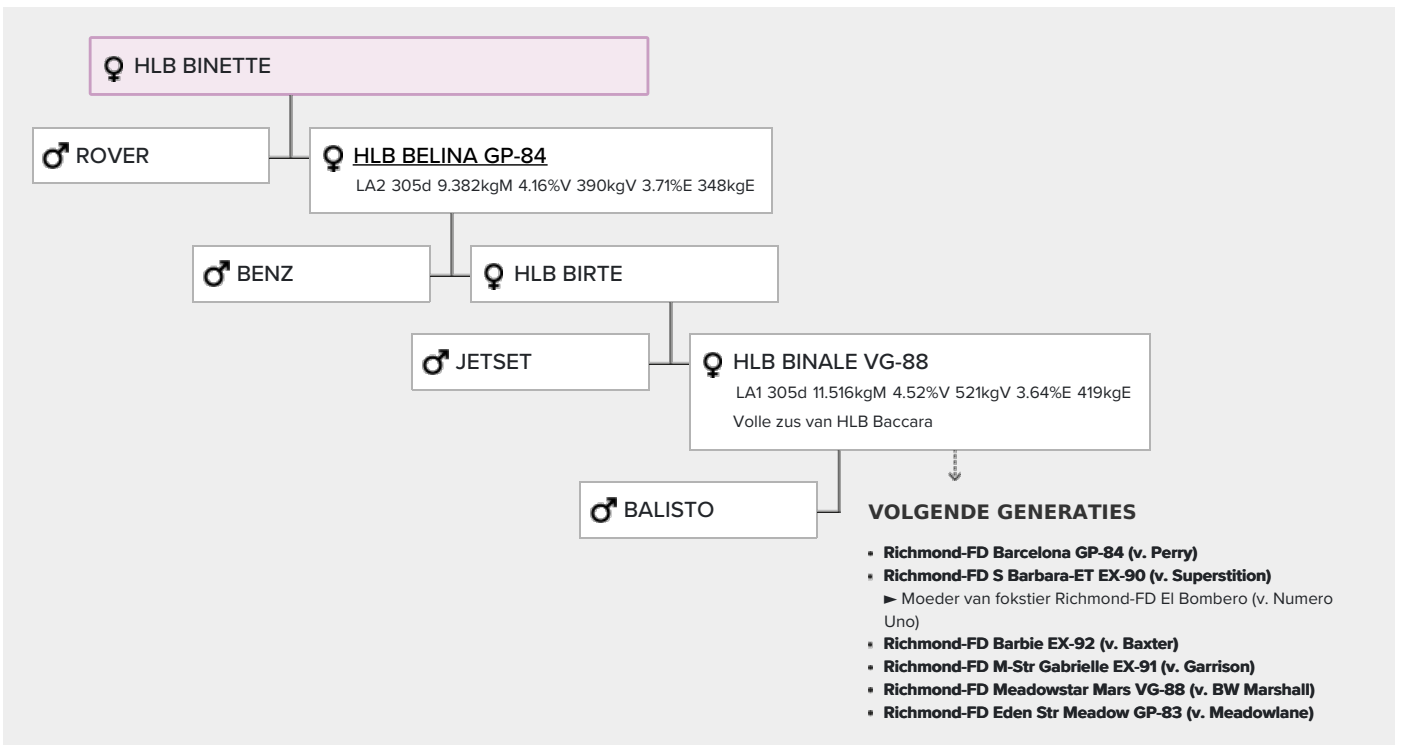 HLB BINETTE
ROVER
HLB BELINA GP-84
LA2 305d 9.382kgM 4.16%V 390kgV 3.71%E 348kgE
BENZ
HLB BIRTE
JETSET
HLB BINALE VG-88
LA1 305d 11.516kgM 4.52%V 521kgV 3.64%E 419kgE
Volle zus van HLB Baccara
BALISTO
VOLGENDE GENERATIES
Richmond-FD Barcelona GP-84 (v. Perry)
Richmond-FD S Barbara-ET EX-90 (v. Superstition)
► Moeder van fokstier Richmond-FD El Bombero (v. Numero
Uno)
Richmond-FD Barbie EX-92 (v. Baxter)
Richmond-FD M-Str Gabrielle EX-91 (v. Garrison)
Richmond-FD Meadowstar Mars VG-88 (v. BW Marshall)
Richmond-FD Eden Str Meadow GP-83 (v. Meadowlane)